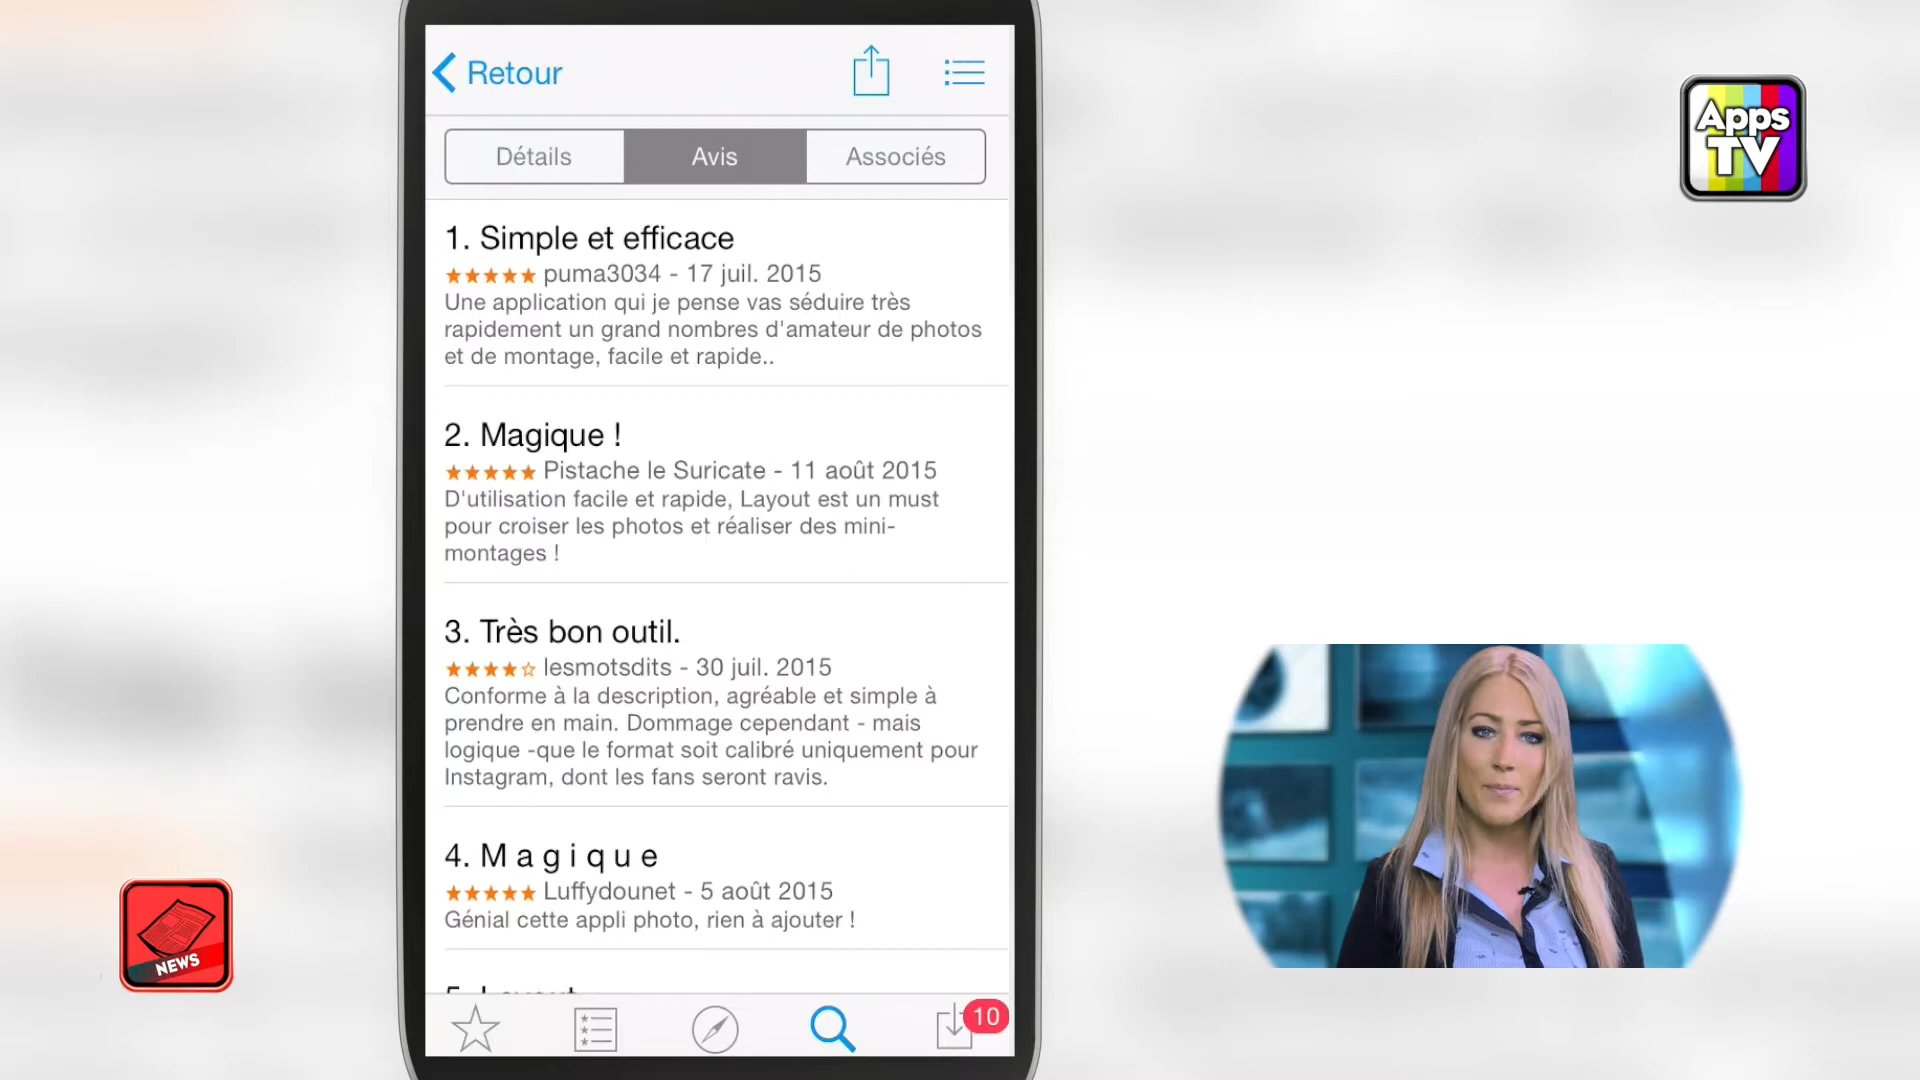 Retour
Apps
TV
Détails
Avis
Associés
1. Simple et efficace
puma3034 - 17 juil. 2015
Une application qui je pense vas séduire très
rapidement un grand nombres d'amateur de photos
et de montage, facile et rapide..
2. Magique !
Pistache le Suricate - 11 août 2015
D'utilisation facile et rapide, Layout est un must
pour croiser les photos et réaliser des mini-
montages !
3. Très bon outil.
lesmotsdits - 30 juil. 2015
Conforme à la description, agréable et simple à
prendre en main. Dommage cependant - mais
logique -que le format soit calibré uniquement pour
Instagram, dont les fans seront ravis.
4. M a g i q u e
Luffydounet - 5 août 2015
Génial cette appli photo, rien à ajouter !
NEWS
10